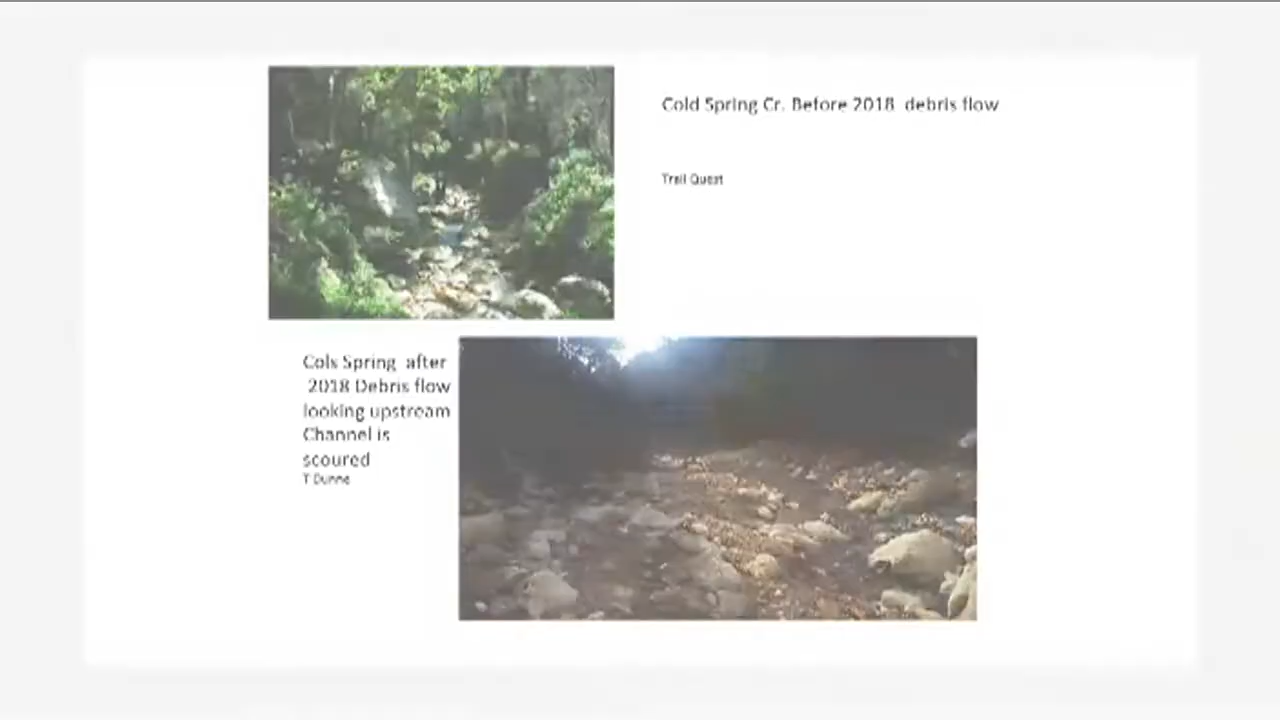 Cold Spring Cr. Before 2018 debris flow
Trail Quest
Cols Spring after
2018 Debris flow
looking upstream
Channel is
scoured
T Dunne